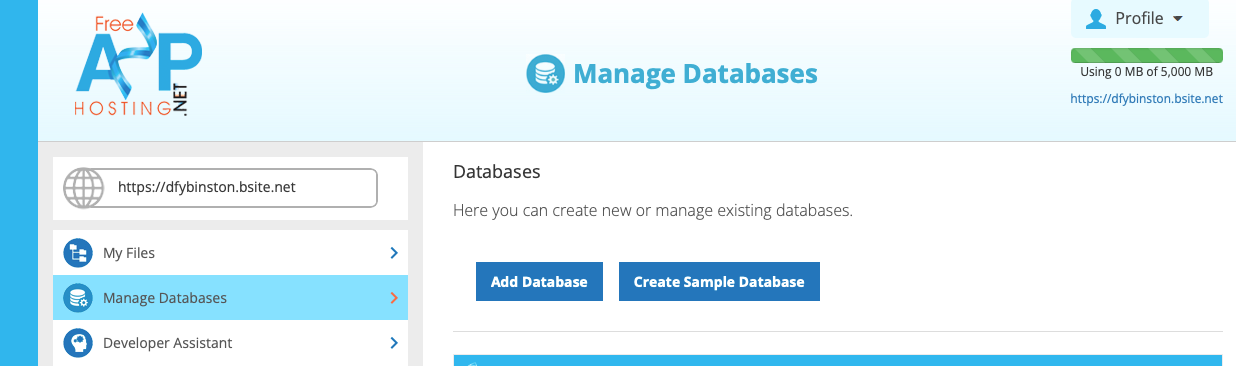 Free
ASP
HOSTING
.NET
Manage Databases
Profile
Using 0 MB of 5,000 MB
https://dfybinston.bsite.net
https://dfybinston.bsite.net
My Files
Manage Databases
Developer Assistant
Databases
Here you can create new or manage existing databases.
Add Database
Create Sample Database